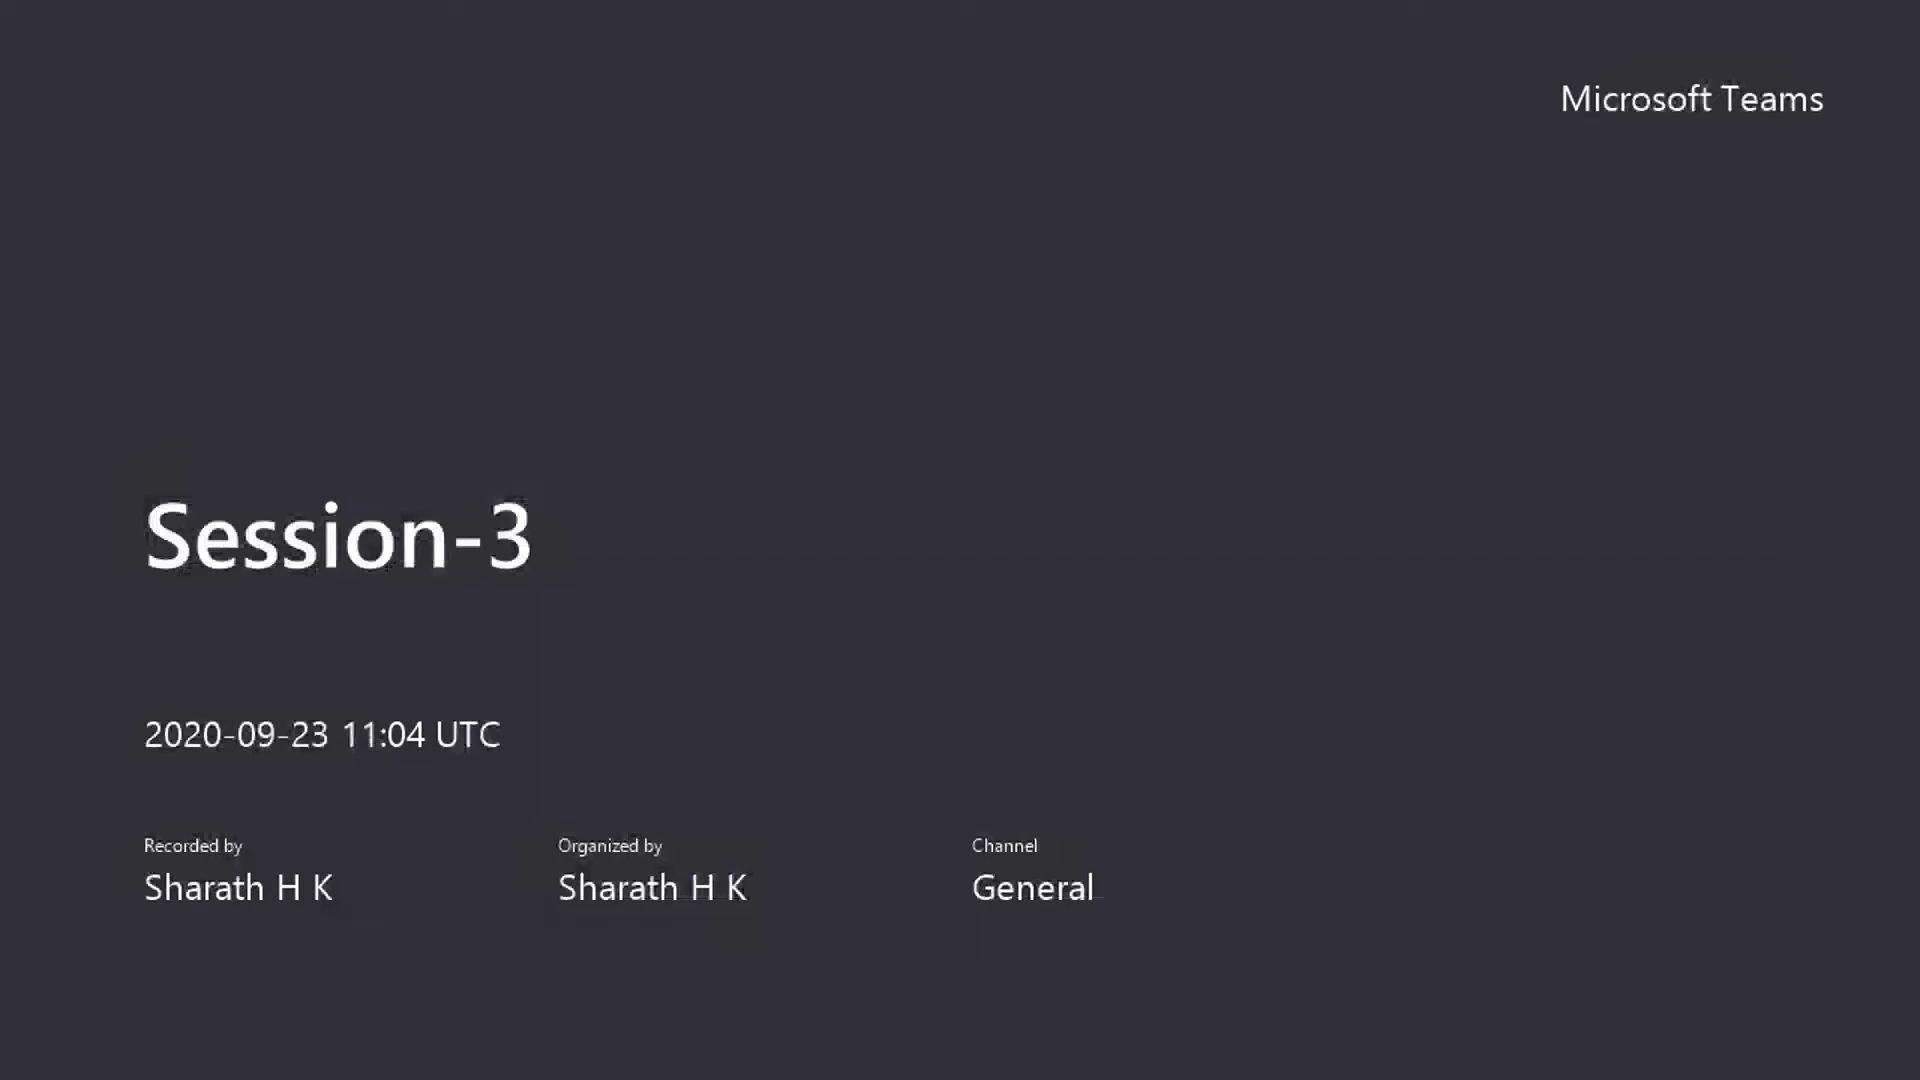 Microsoft Teams
Session-3
2020-09-23 11:04 UTC
Recorded by
Sharath H K
Organized by
Sharath H K
Channel
General